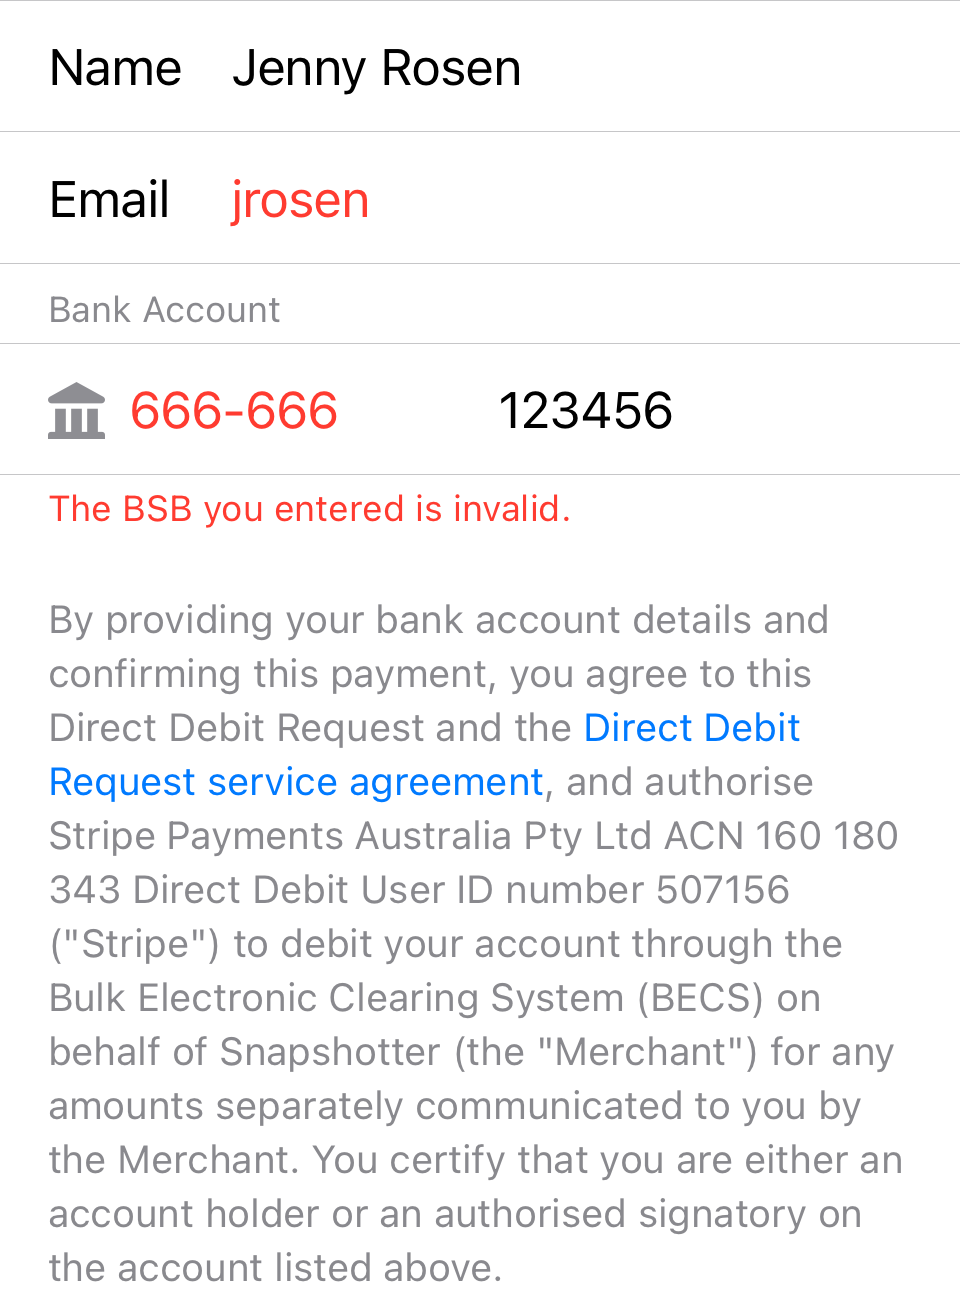 Name Jenny Rosen
Email jrosen
Bank Account
666-666 123456
The BSB you entered is invalid.
By providing your bank account details and
confirming this payment, you agree to this
Direct Debit Request and the Direct Debit
Request service agreement, and authorise
Stripe Payments Australia Pty Ltd ACN 160 180
343 Direct Debit User ID number 507156
("Stripe") to debit your account through the
Bulk Electronic Clearing System (BECS) on
behalf of Snapshotter (the "Merchant") for any
amounts separately communicated to you by
the Merchant. You certify that you are either an
account holder or an authorised signatory on
the account listed above.